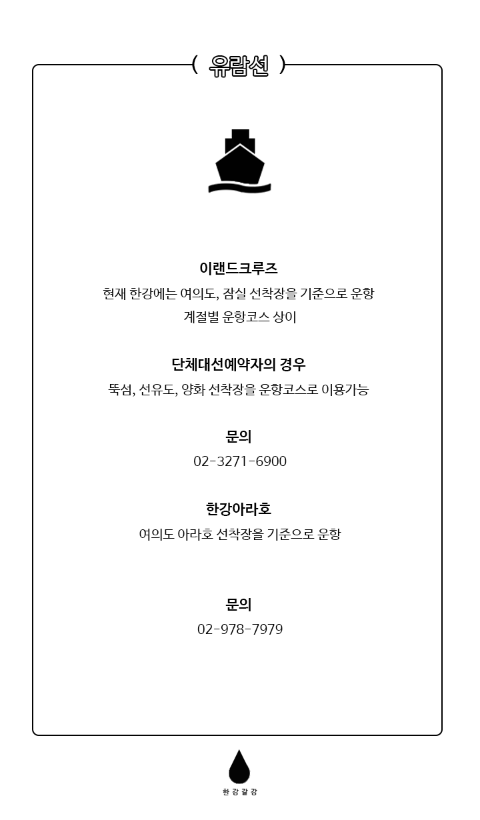 ( 유람선 )
이랜드크루즈
현재 한강에는 여의도, 잠실 선착장을 기준으로 운항
계절별 운항코스 상이
단체대선예약자의 경우
뚝섬, 선유도, 양화 선착장을 운항코스로 이용가능
문의
02-3271-6900
한강아라호
여의도 아라호 선착장을 기준으로 운항
문의
02-978-7979
한강갈강